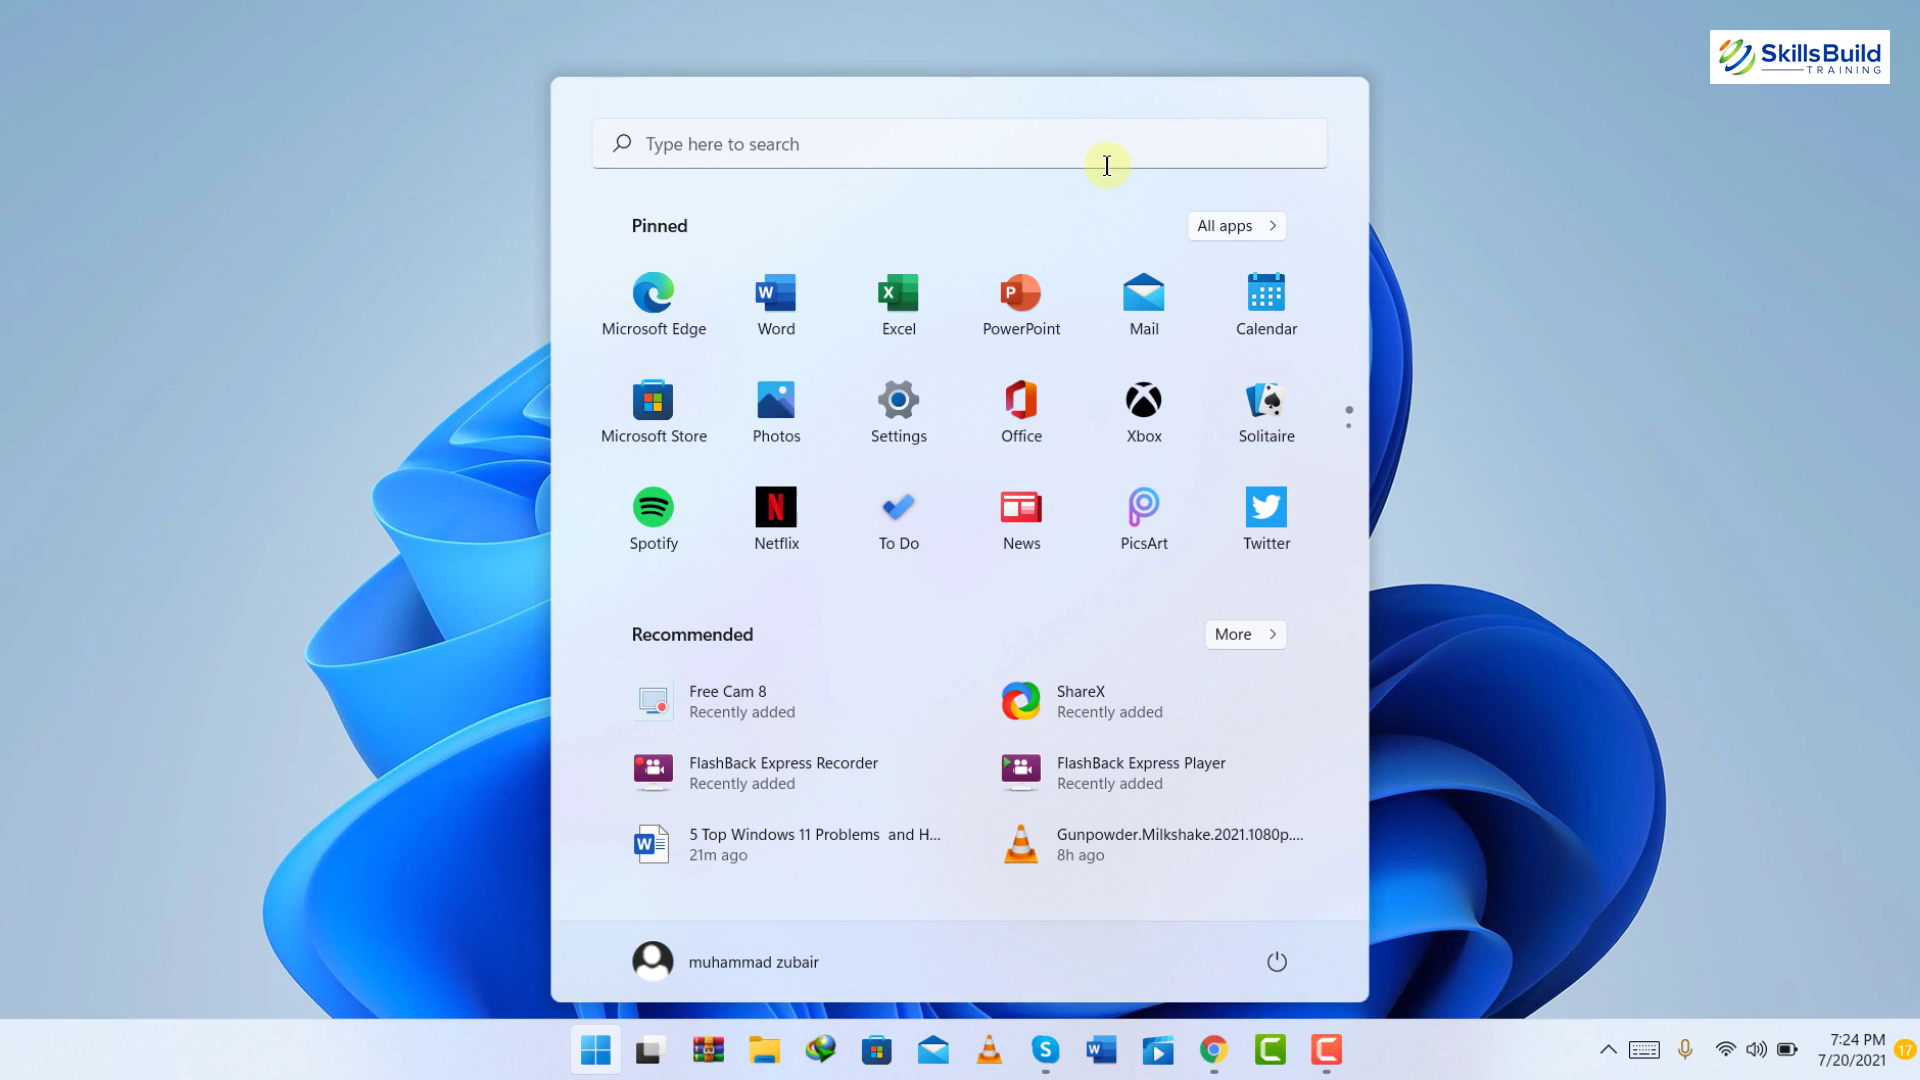 SkillsBuild
TRAINING
Type here to search
Pinned
All apps
Microsoft Edge
Word
Excel
PowerPoint
Mail
Calendar
Microsoft Store
Photos
Settings
Office
Xbox
Solitaire
Spotify
Netflix
To Do
News
PicsArt
Twitter
Recommended
More
Free Cam 8
Recently added
ShareX
Recently added
FlashBack Express Recorder
Recently added
FlashBack Express Player
Recently added
5 Top Windows 11 Problems  and H...
21m ago
Gunpowder.Milkshake.2021.1080p....
8h ago
muhammad zubair
7:24 PM
7/20/2021
17